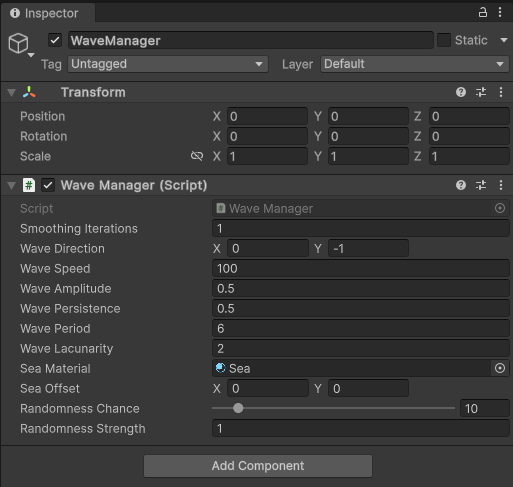 Inspector
WaveManager Static
Tag Untagged Layer Default
Transform
Position X 0 Y 0 Z 0
Rotation X 0 Y 0 Z 0
Scale X 1 Y 1 Z 1
# Wave Manager (Script)
Script # Wave Manager
Smoothing Iterations 1
Wave Direction X 0 Y -1
Wave Speed 100
Wave Amplitude 0.5
Wave Persistence 0.5
Wave Period 6
Wave Lacunarity 2
Sea Material Sea
Sea Offset X 0 Y 0
Randomness Chance 10
Randomness Strength 1
Add Component